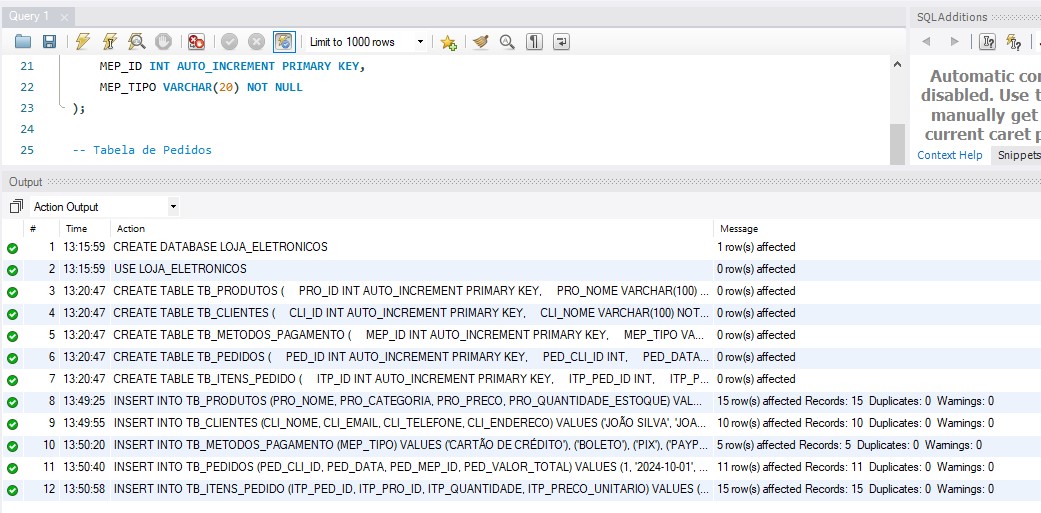 Query 1
SQLAdditions
Limit to 1000 rows
21 MEP_ID INT AUTO_INCREMENT PRIMARY KEY,
22 MEP_TIPO VARCHAR(20) NOT NULL
23 );
24
25 -- Tabela de Pedidos
Automatic
disabled. Use
manually get
current caret
Context Help Snippets
Output
Action Output
# Time Action Message
1 13:15:59 CREATE DATABASE LOJA_ELETRONICOS 1 row(s) affected
2 13:15:59 USE LOJA_ELETRONICOS 0 row(s) affected
3 13:20:47 CREATE TABLE TB_PRODUTOS ( PRO_ID INT AUTO_INCREMENT PRIMARY KEY, PRO_NOME VARCHAR(100) ... 0 row(s) affected
4 13:20:47 CREATE TABLE TB_CLIENTES ( CLI_ID INT AUTO_INCREMENT PRIMARY KEY, CLI_NOME VARCHAR(100) NOT... 0 row(s) affected
5 13:20:47 CREATE TABLE TB_METODOS_PAGAMENTO ( MEP_ID INT AUTO_INCREMENT PRIMARY KEY, MEP_TIPO VA... 0 row(s) affected
6 13:20:47 CREATE TABLE TB_PEDIDOS ( PED_ID INT AUTO_INCREMENT PRIMARY KEY, PED_CLI_ID INT, PED_DATA... 0 row(s) affected
7 13:20:47 CREATE TABLE TB_ITENS_PEDIDO ( ITP_ID INT AUTO_INCREMENT PRIMARY KEY, ITP_PED_ID INT, ITP_P... 0 row(s) affected
8 13:49:25 INSERT INTO TB_PRODUTOS (PRO_NOME, PRO_CATEGORIA, PRO_PRECO, PRO_QUANTIDADE_ESTOQUE) VAL... 15 row(s) affected Records: 15 Duplicates: 0 Warnings: 0
9 13:49:55 INSERT INTO TB_CLIENTES (CLI_NOME, CLI_EMAIL, CLI_TELEFONE, CLI_ENDERECO) VALUES ('JOÃO SILVA', 'JOA... 10 row(s) affected Records: 10 Duplicates: 0 Warnings: 0
10 13:50:20 INSERT INTO TB_METODOS_PAGAMENTO (MEP_TIPO) VALUES ('CARTÃO DE CRÉDITO'), ('BOLETO'), ('PIX'), ('PAYP... 5 row(s) affected Records: 5 Duplicates: 0 Warnings: 0
11 13:50:40 INSERT INTO TB_PEDIDOS (PED_CLI_ID, PED_DATA, PED_MEP_ID, PED_VALOR_TOTAL) VALUES (1, '2024-10-01', ... 11 row(s) affected Records: 11 Duplicates: 0 Warnings: 0
12 13:50:58 INSERT INTO TB_ITENS_PEDIDO (ITP_PED_ID, ITP_PRO_ID, ITP_QUANTIDADE, ITP_PRECO_UNITARIO) VALUES (... 15 row(s) affected Records: 15 Duplicates: 0 Warnings: 0